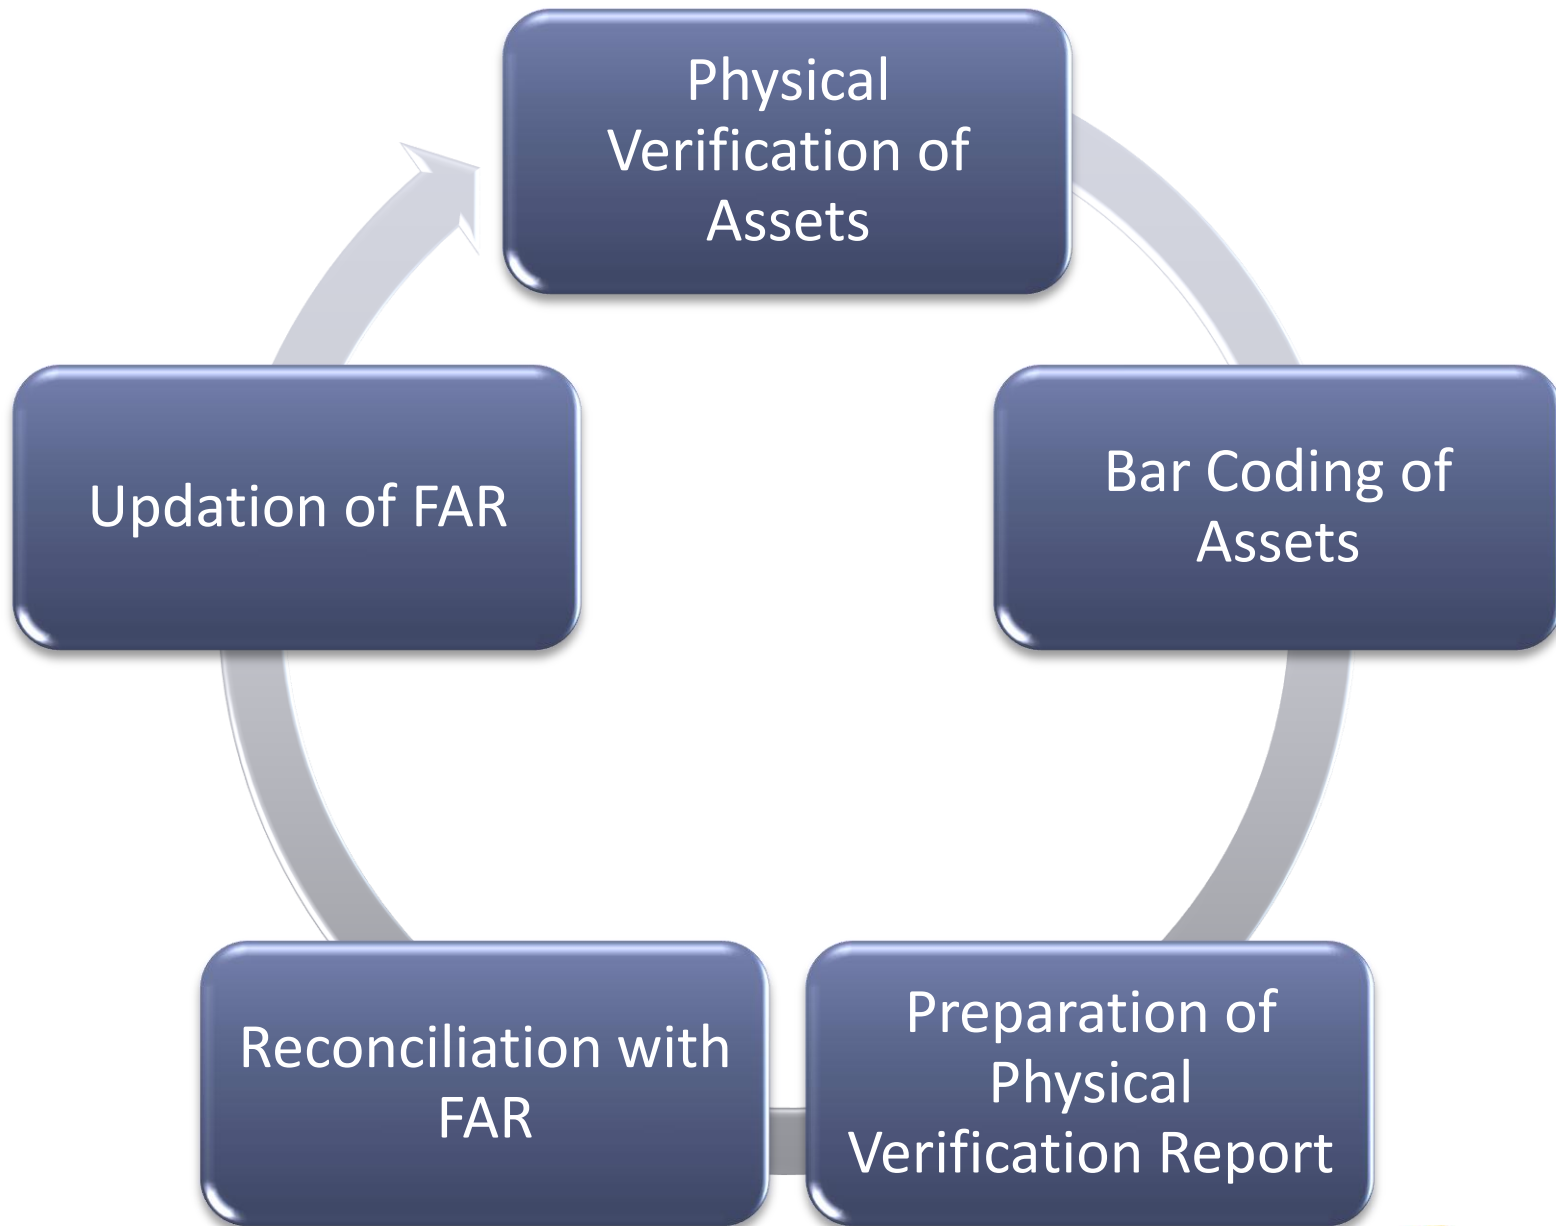 Physical
Verification of
Assets
Bar Coding of
Assets
Preparation of
Physical
Verification Report
Reconciliation with
FAR
Updation of FAR